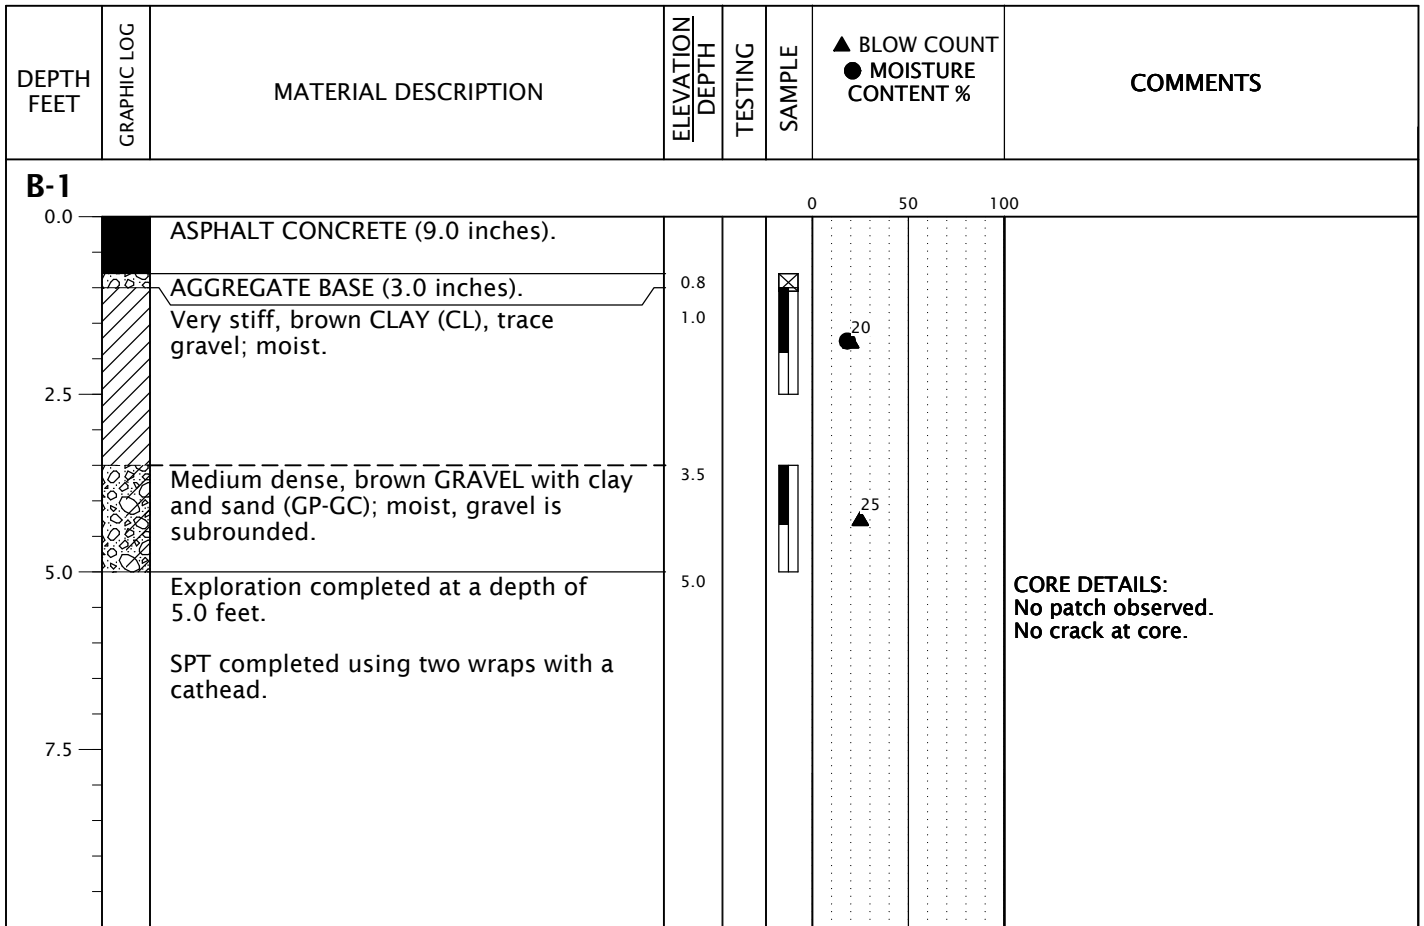 DEPTH
FEET
GRAPHIC LOG
MATERIAL DESCRIPTION
ELEVATION
DEPTH
TESTING
SAMPLE
▲ BLOW COUNT
● MOISTURE
CONTENT %
COMMENTS
B-1
0 50 100
0.0
ASPHALT CONCRETE (9.0 inches).
AGGREGATE BASE (3.0 inches).
0.8
Very stiff, brown CLAY (CL), trace
gravel; moist.
1.0
20
2.5
Medium dense, brown GRAVEL with clay
and sand (GP-GC); moist, gravel is
subrounded.
3.5
25
5.0
Exploration completed at a depth of
5.0 feet.
5.0
SPT completed using two wraps with a
cathead.
CORE DETAILS:
No patch observed.
No crack at core.
7.5